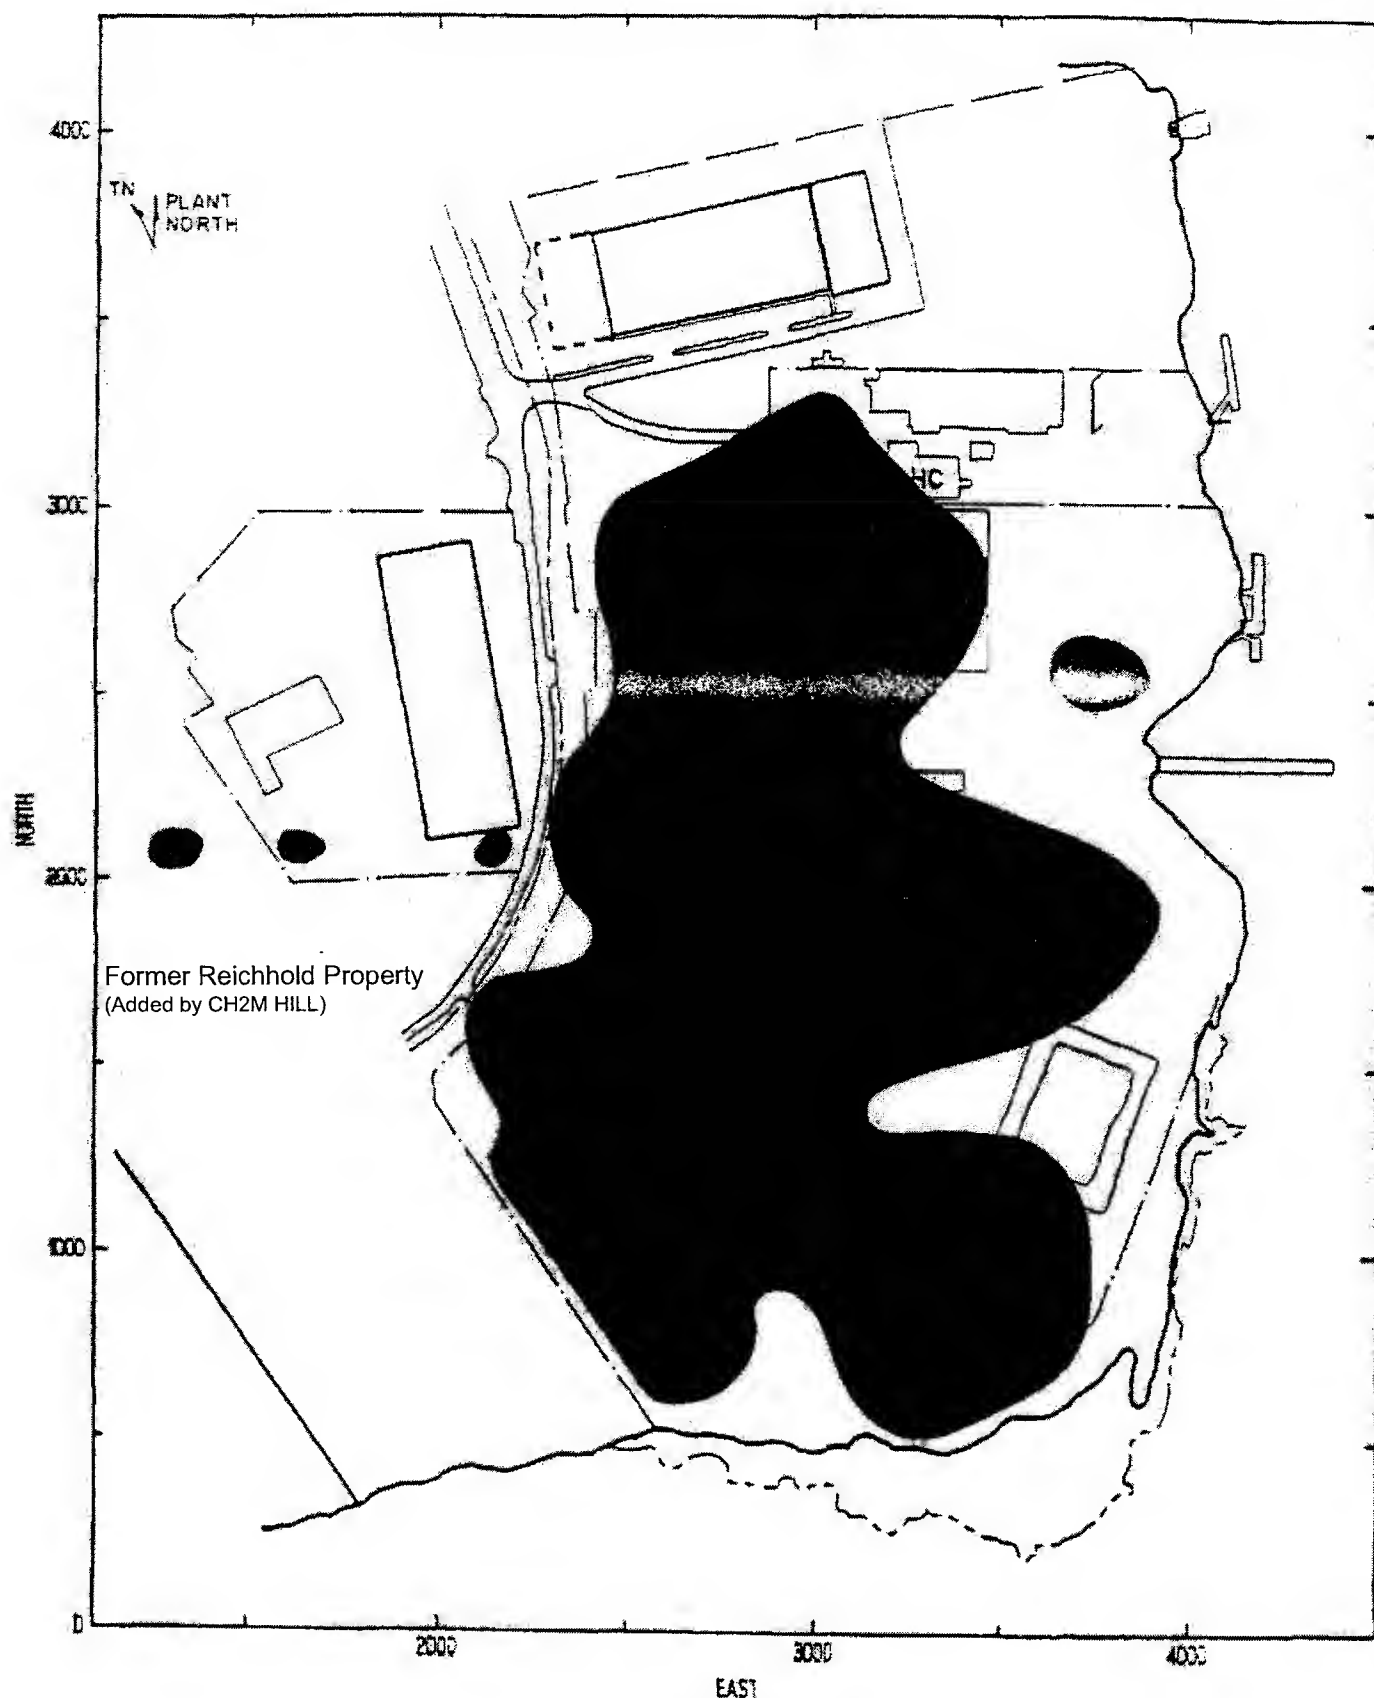 4000
TN
PLANT
NORTH
HC
3000
NORTH
2000
Former Reichhold Property
(Added by CH2M HILL)
1000
0
2000
3000
4000
EAST